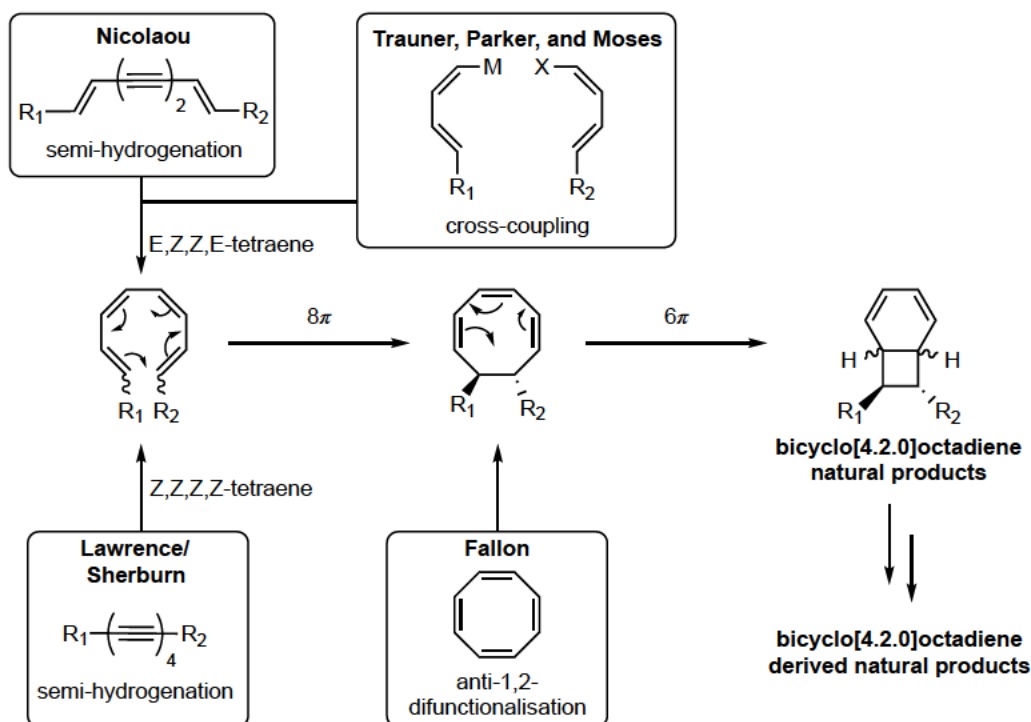 Nicolaou
R1 2 R2
semi-hydrogenation
Trauner, Parker, and Moses
M X
R1 R2
cross-coupling
E,Z,Z,E-tetraene
8π
6π
R1 R2
R1 R2
H H
R1 R2
bicyclo[4.2.0]octadiene
natural products
Z,Z,Z,Z-tetraene
Lawrence/
Sherburn
R1 4 R2
semi-hydrogenation
Fallon
anti-1,2-
difunctionalisation
bicyclo[4.2.0]octadiene
derived natural products